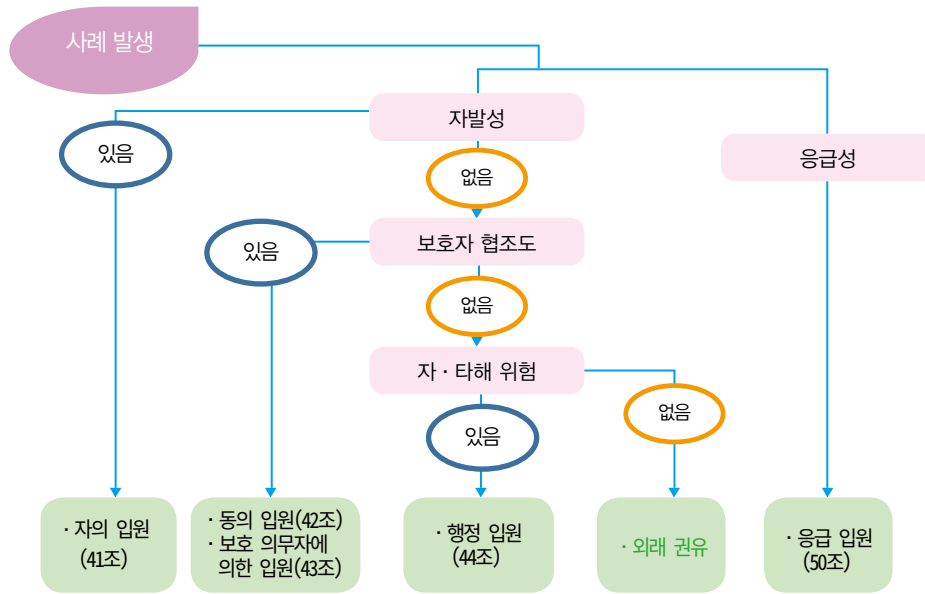 사례 발생
자발성
있음
없음
응급성
보호자 협조도
있음
없음
자 · 타해 위험
있음
없음
· 자의 입원
(41조)
· 동의 입원(42조)
· 보호 의무자에
의한 입원(43조)
· 행정 입원
(44조)
· 외래 권유
· 응급 입원
(50조)